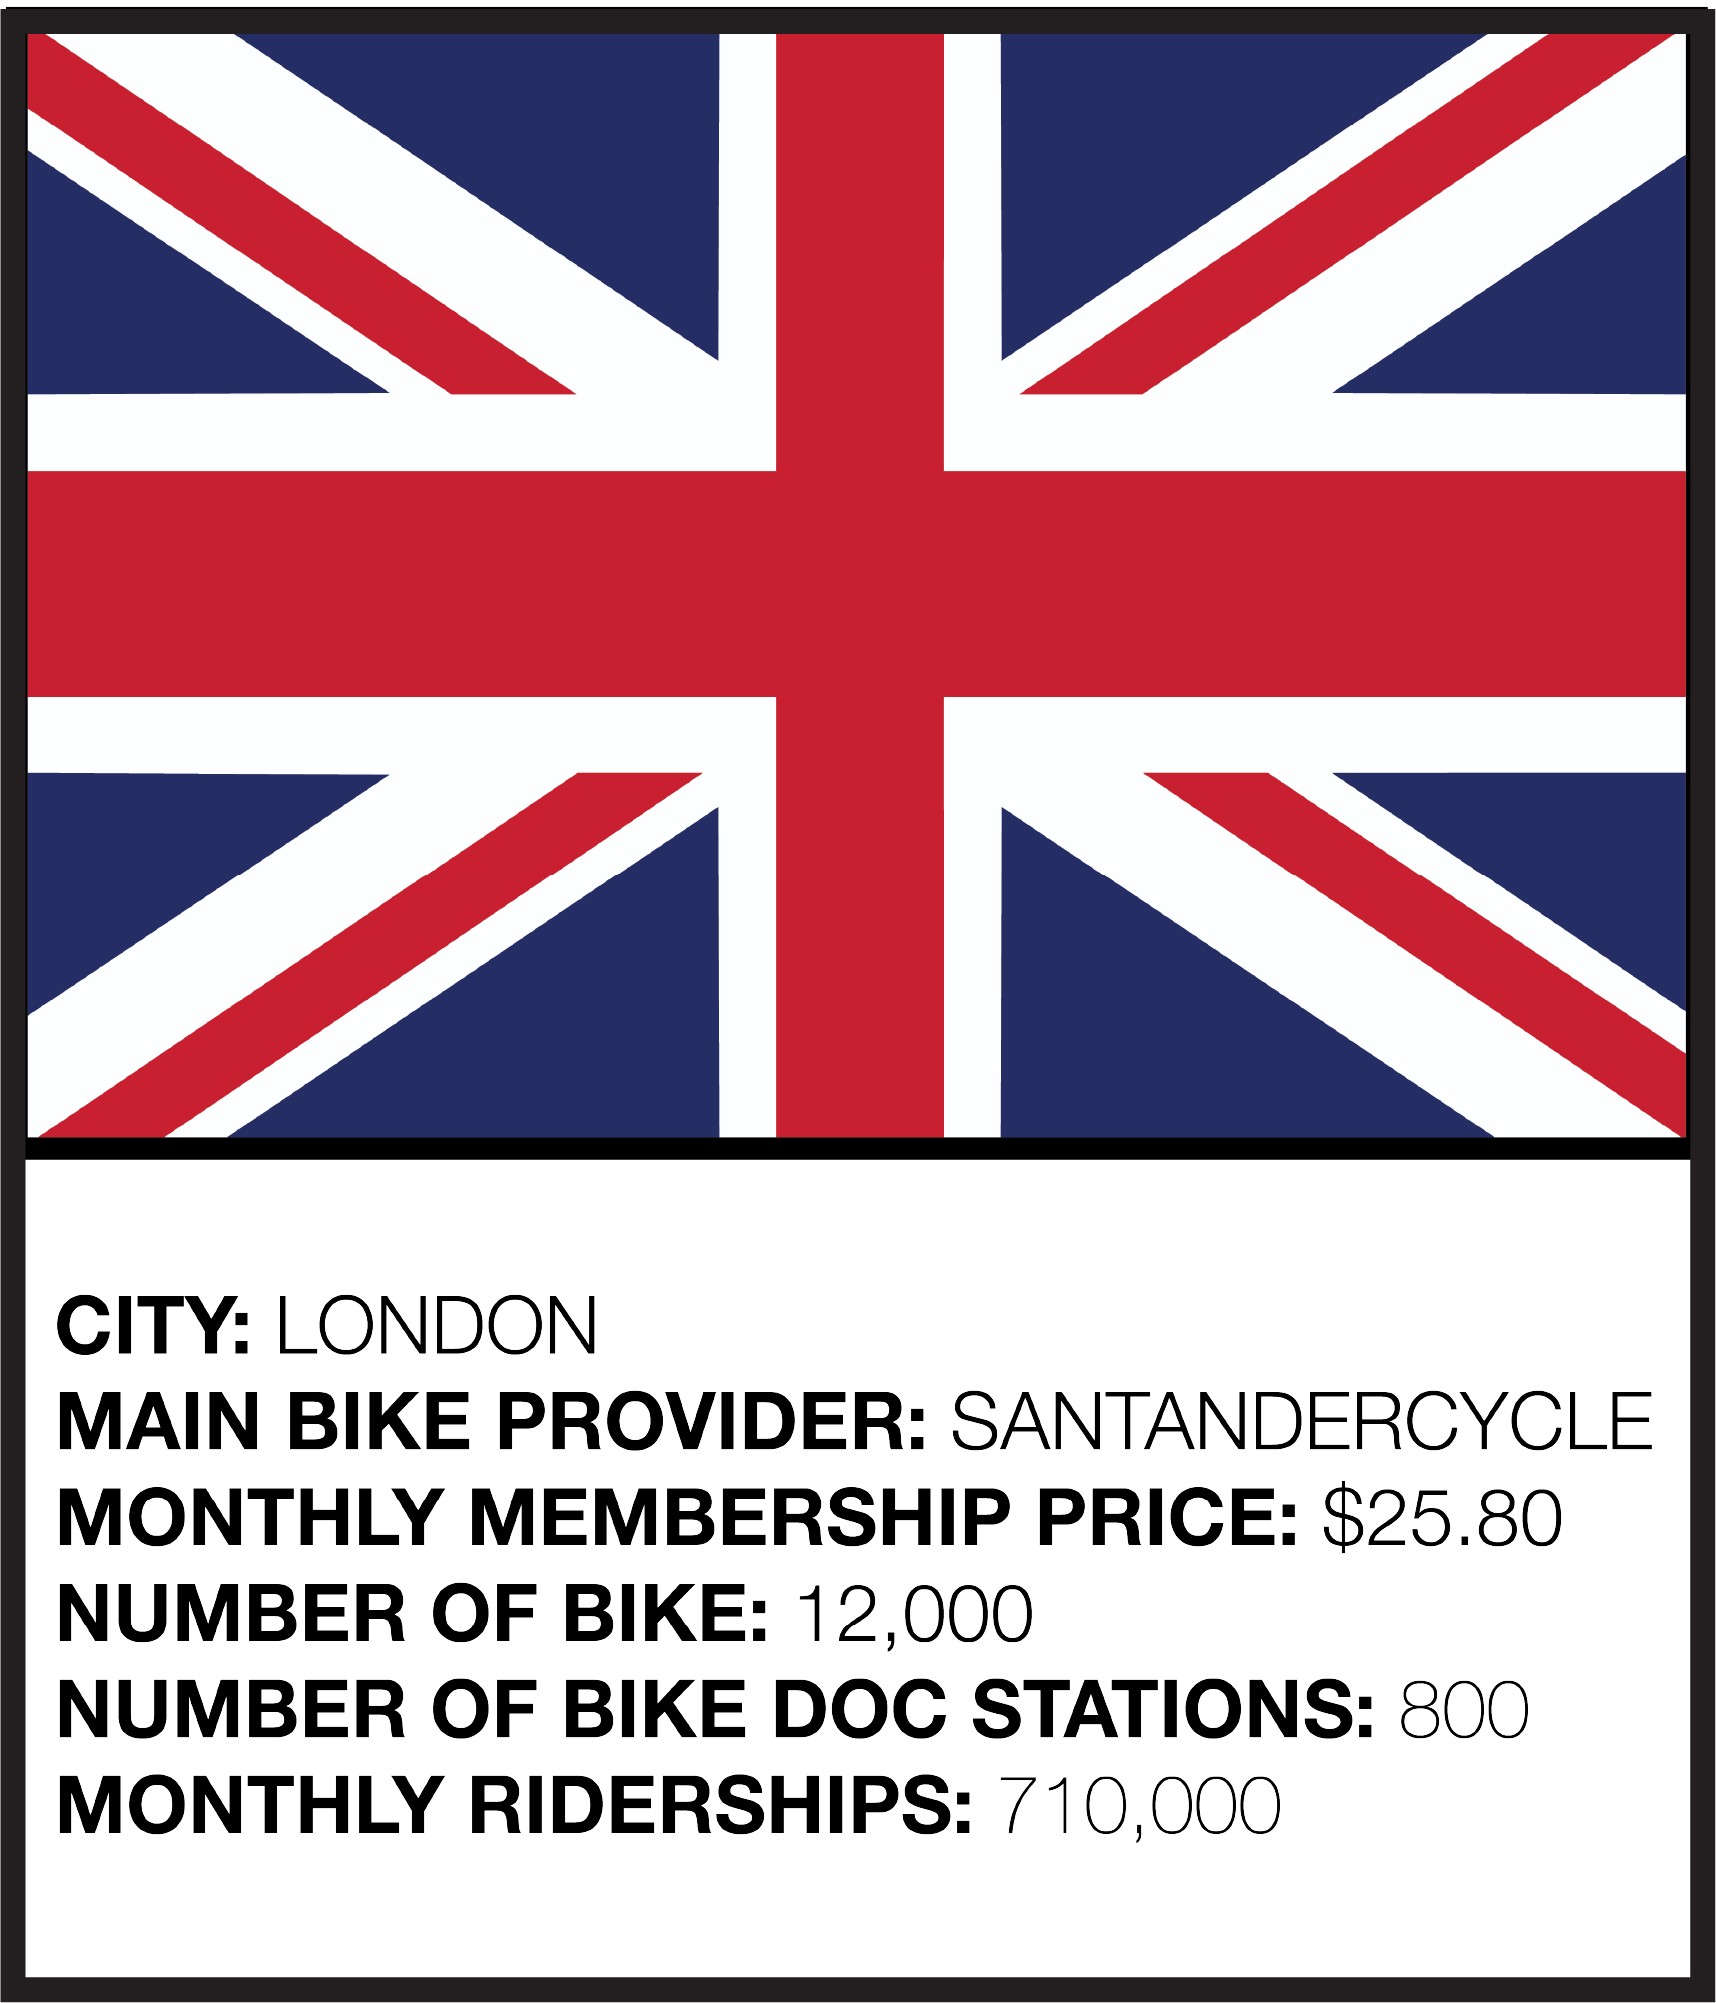 CITY: LONDON
MAIN BIKE PROVIDER: SANTANDERCYCLE
MONTHLY MEMBERSHIP PRICE: $25.80
NUMBER OF BIKE: 12,000
NUMBER OF BIKE DOC STATIONS: 800
MONTHLY RIDERSHIPS: 710,000